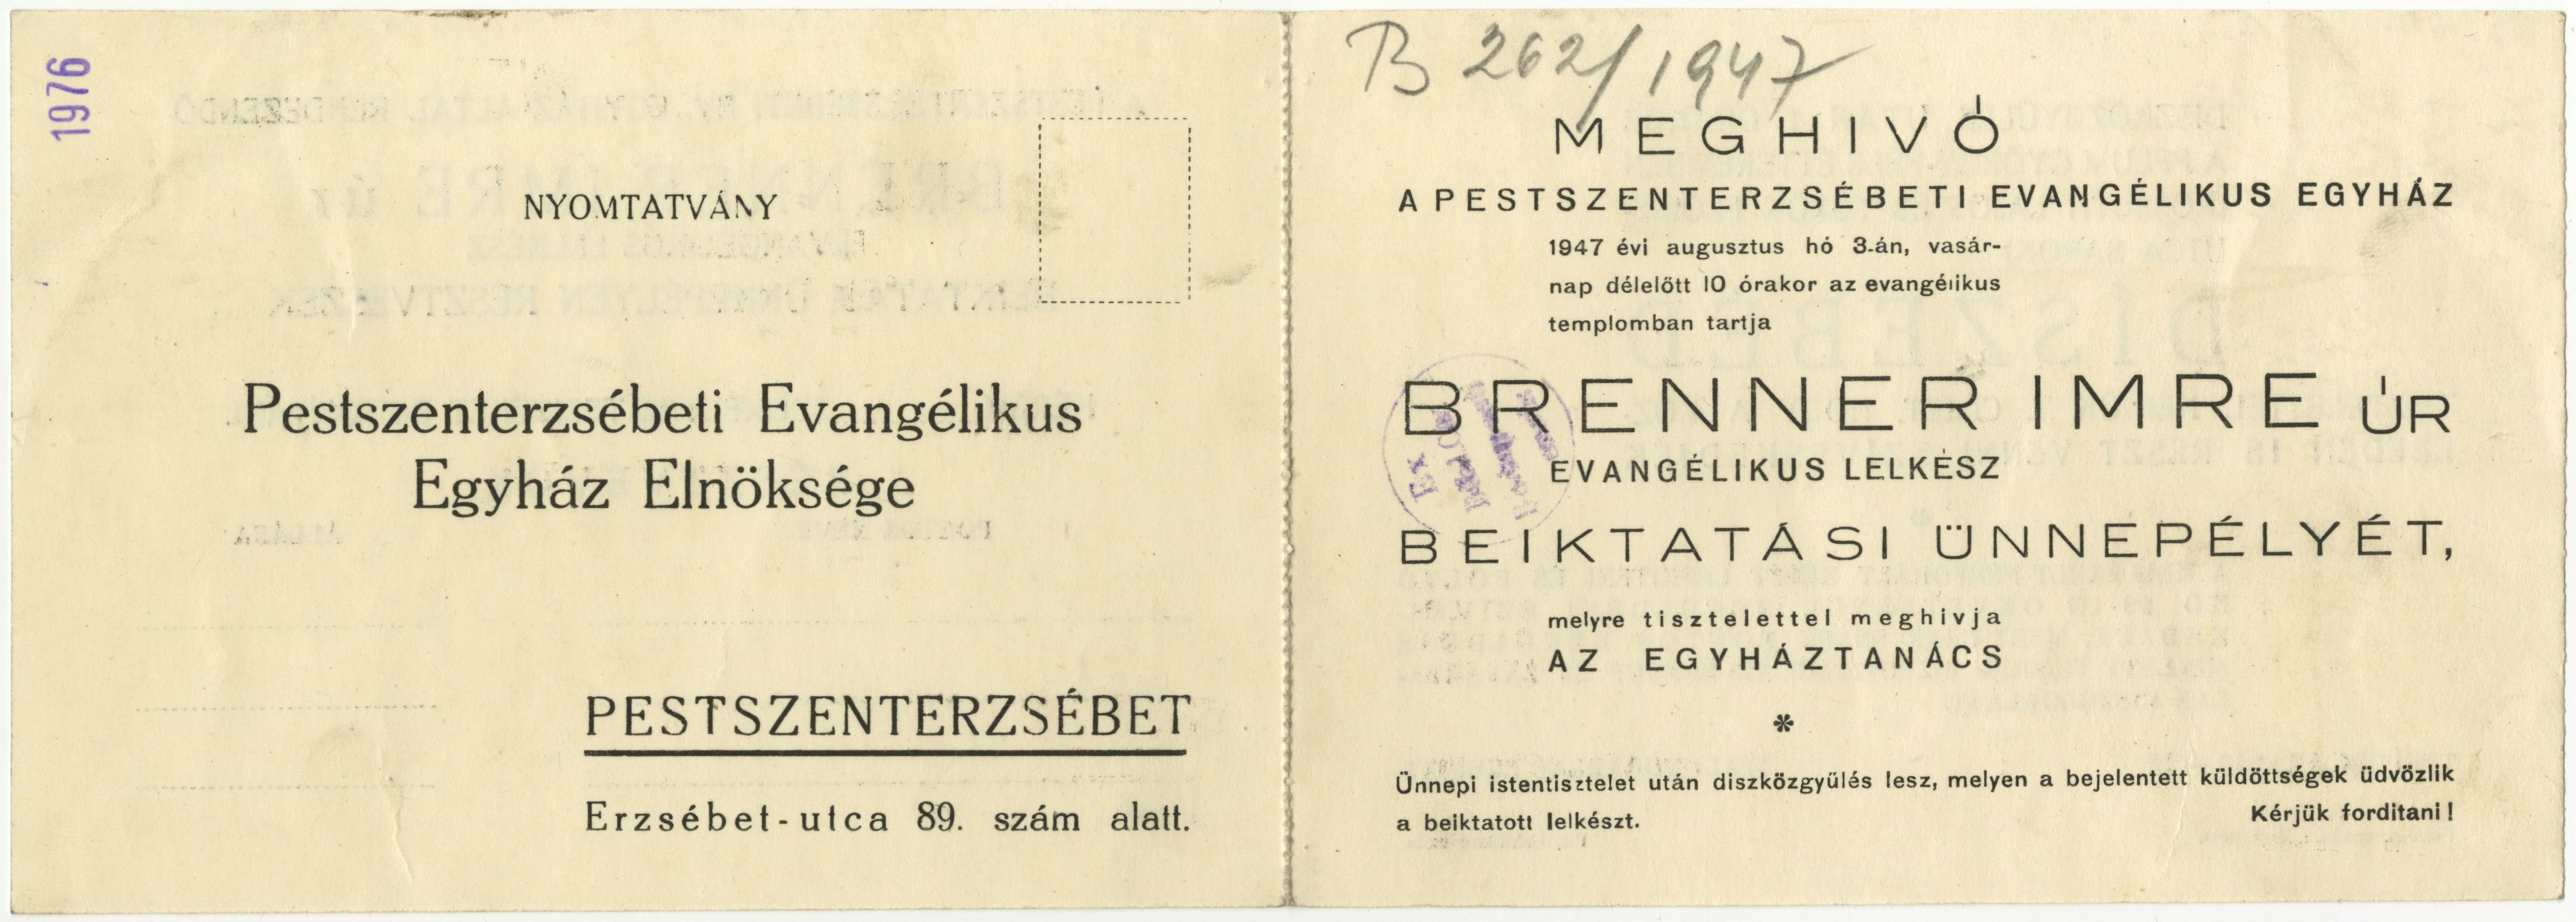 1976
NYOMTATVÁNY
Pestszenterzsébeti Evangélikus
Egyház Elnöksége
PESTSZENTERZSÉBET
Erzsébet-utca 89. szám alatt.
B 262/1947
MEGHIVÓ
A PESTSZENTERZSÉBETI EVANGÉLIKUS EGYHÁZ
1947 évi augusztus hó 3-án, vasár-
nap délelőtt 10 órakor az evangélikus
templomban tartja
BRENNER IMRE ÚR
EVANGÉLIKUS LELKÉSZ
BEIKTATÁSI ÜNNEPÉLYÉT,
melyre tisztelettel meghivja
AZ EGYHÁZTANÁCS
*
Ünnepi istentisztelet után diszközgyülés lesz, melyen a bejelentett küldöttségek üdvözlik
a beiktatott lelkészt.
Kérjük forditani!